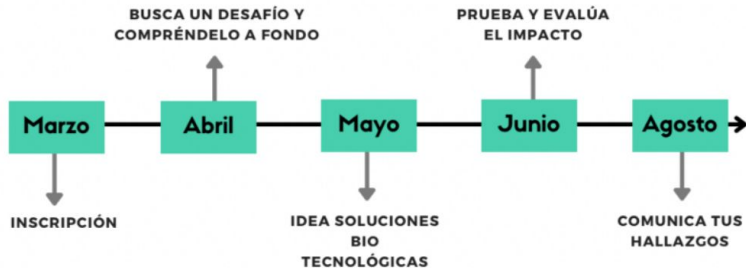 BUSCA UN DESAFÍO Y
COMPRÉNDELO A FONDO
PRUEBA Y EVALÚA
EL IMPACTO
Marzo
Abril
Mayo
Junio
Agosto
INSCRIPCIÓN
IDEA SOLUCIONES
BIO
TECNOLÓGICAS
COMUNICA TUS
HALLAZGOS